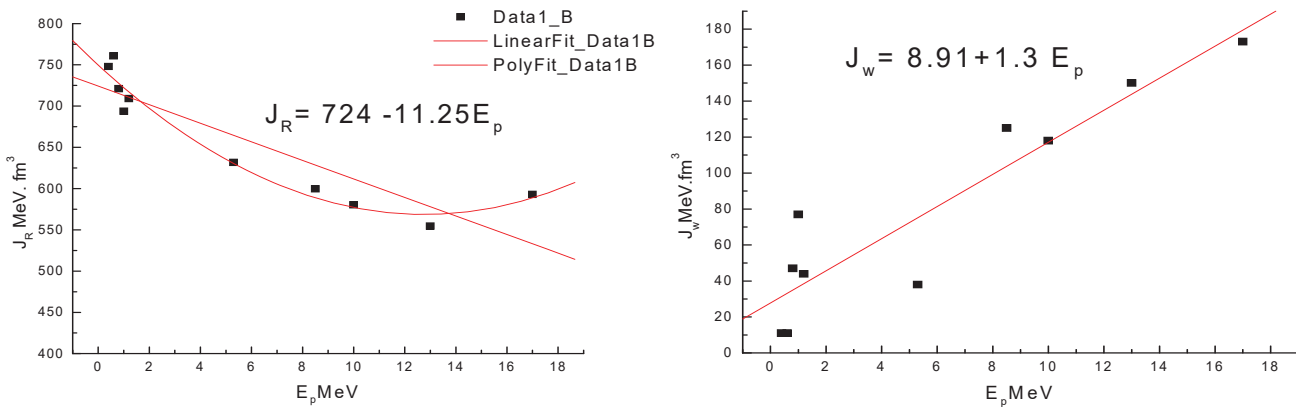 Data1_B
LinearFit_Data1B
PolyFit_Data1B
J_R = 724 -11.25E_p
800
750
700
650
600
550
500
450
400
J_R MeV. fm^3
0 2 4 6 8 10 12 14 16 18
E_p MeV
J_w = 8.91+1.3 E_p
180
160
140
120
100
80
60
40
20
0
J_w MeV.fm^3
0 2 4 6 8 10 12 14 16 18
E_p MeV